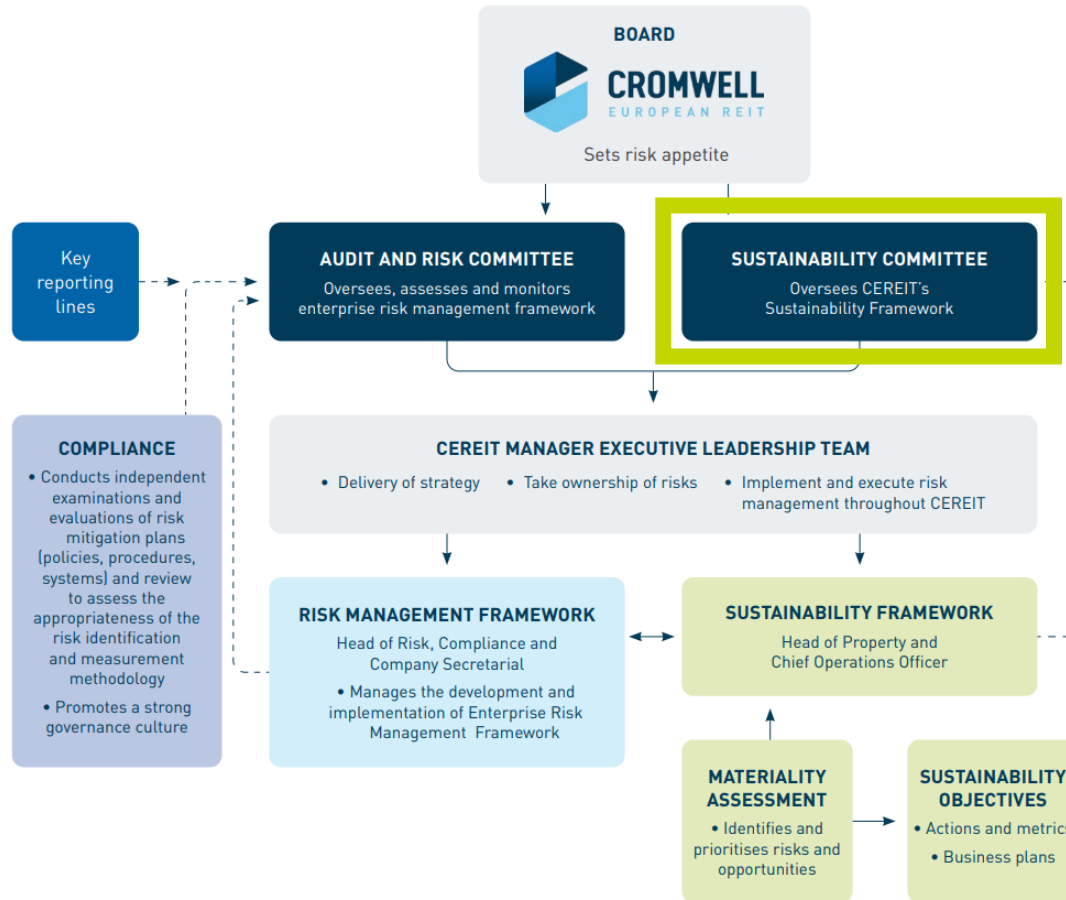 BOARD
CROMWELL
EUROPEAN REIT
Sets risk appetite
Key
reporting
lines
AUDIT AND RISK COMMITTEE
Oversees, assesses and monitors
enterprise risk management framework
SUSTAINABILITY COMMITTEE
Oversees CEREIT's
Sustainability Framework
COMPLIANCE
• Conducts independent
examinations and
evaluations of risk
mitigation plans
(policies, procedures,
systems) and review
to assess the
appropriateness of the
risk identification
and measurement
methodology
• Promotes a strong
governance culture
CEREIT MANAGER EXECUTIVE LEADERSHIP TEAM
• Delivery of strategy
• Take ownership of risks
• Implement and execute risk
management throughout CEREIT
RISK MANAGEMENT FRAMEWORK
Head of Risk, Compliance and
Company Secretarial
• Manages the development and
implementation of Enterprise Risk
Management Framework
SUSTAINABILITY FRAMEWORK
Head of Property and
Chief Operations Officer
MATERIALITY
ASSESSMENT
• Identifies and
prioritises risks and
opportunities
SUSTAINABILITY
OBJECTIVES
• Actions and metrics
• Business plans